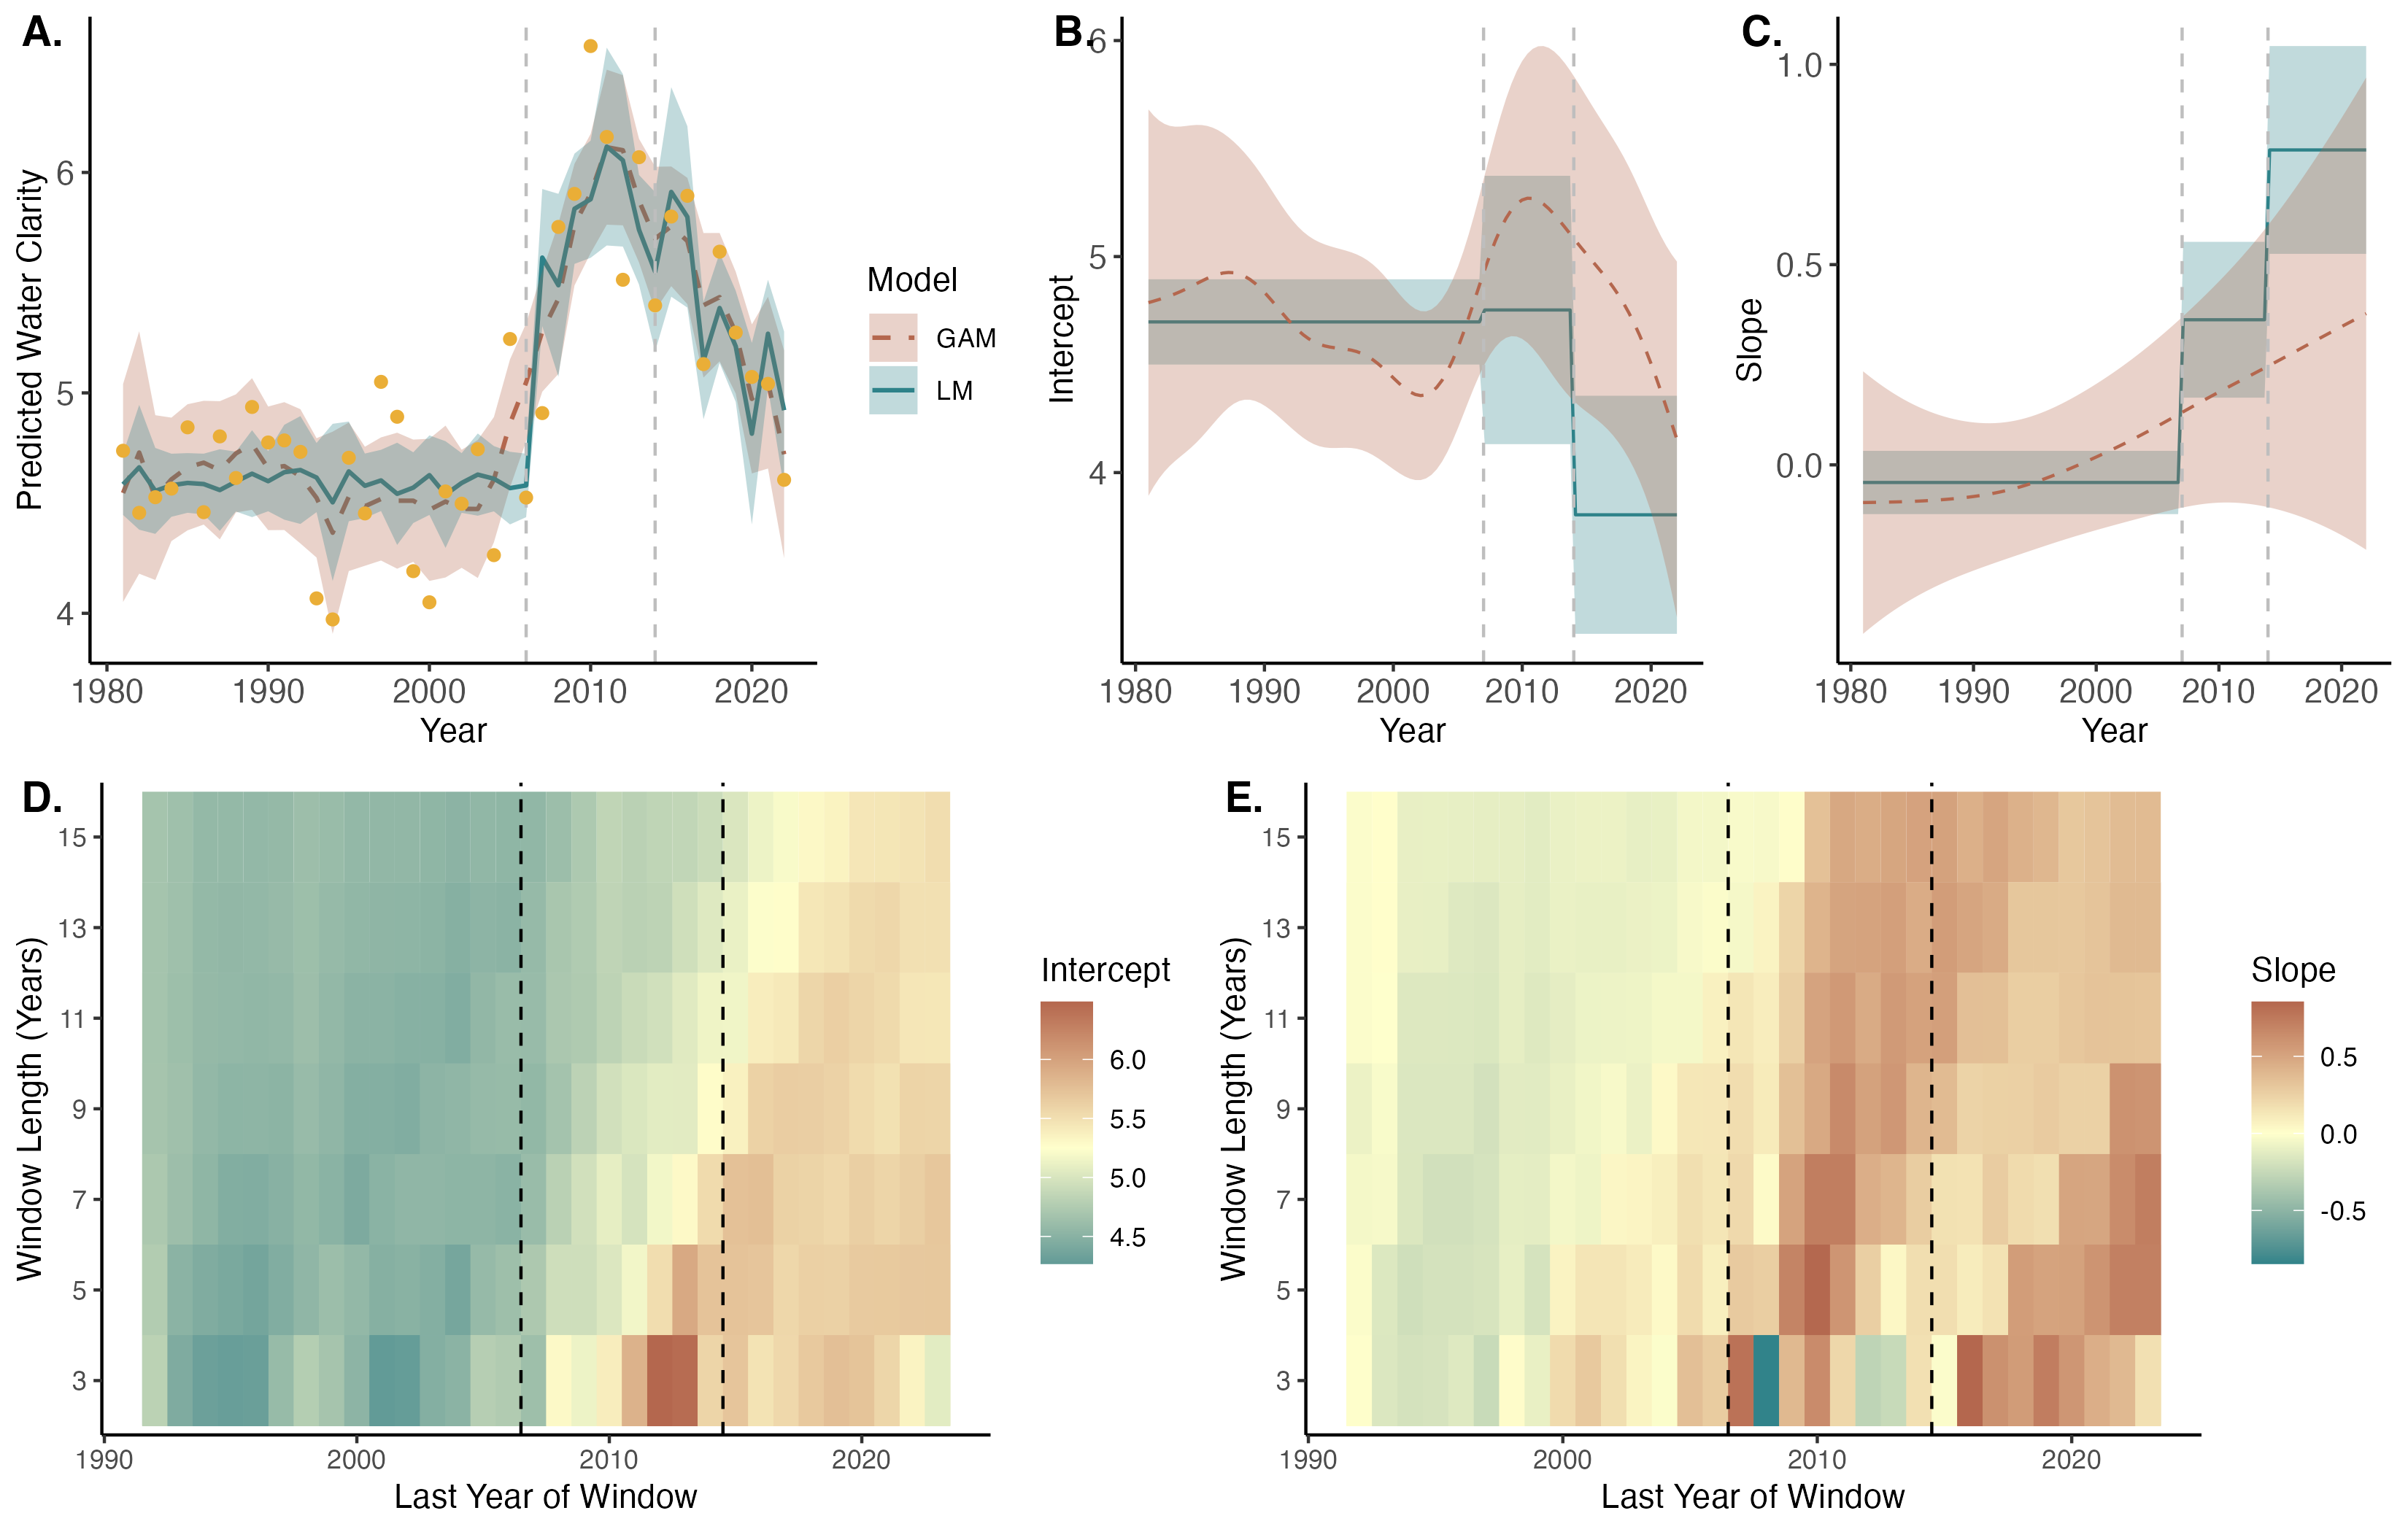 A.
Predicted Water Clarity
6
5
4
1980 1990 2000 2010 2020
Year
Model
GAM
LM
B.
Intercept
6
5
4
1980 1990 2000 2010 2020
Year
C.
Slope
1.0
0.5
0.0
1980 1990 2000 2010 2020
Year
D.
Window Length (Years)
15
13
11
9
7
5
3
1990 2000 2010 2020
Last Year of Window
Intercept
6.0
5.5
5.0
4.5
E.
Window Length (Years)
15
13
11
9
7
5
3
1990 2000 2010 2020
Last Year of Window
Slope
0.5
0.0
-0.5